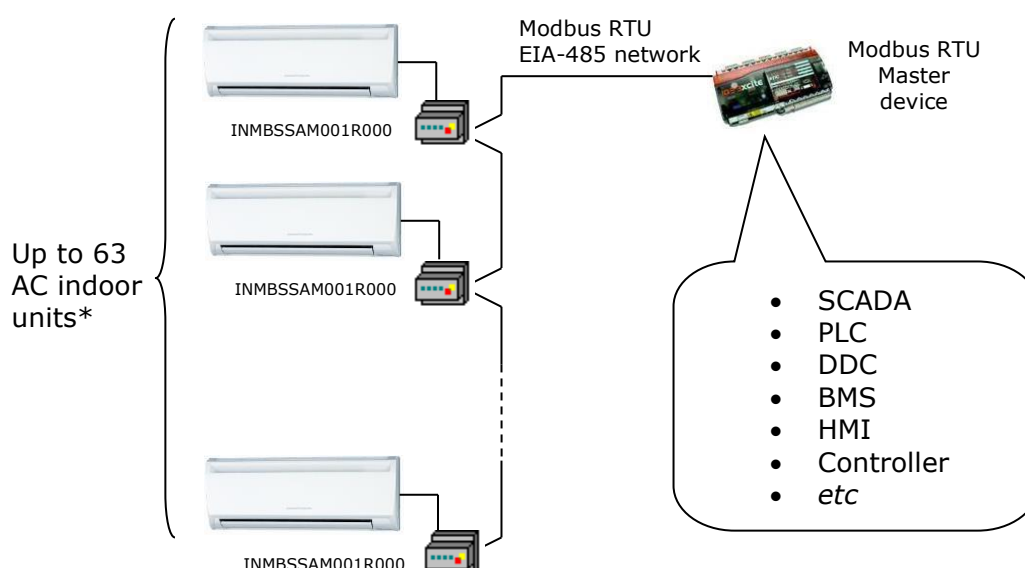 Modbus RTU
EIA-485 network
Modbus RTU
Master
device
INMBSSAM001R000
INMBSSAM001R000
Up to 63
AC indoor
units*
• SCADA
• PLC
• DDC
• BMS
• HMI
• Controller
• etc
INMBSSAM001R000